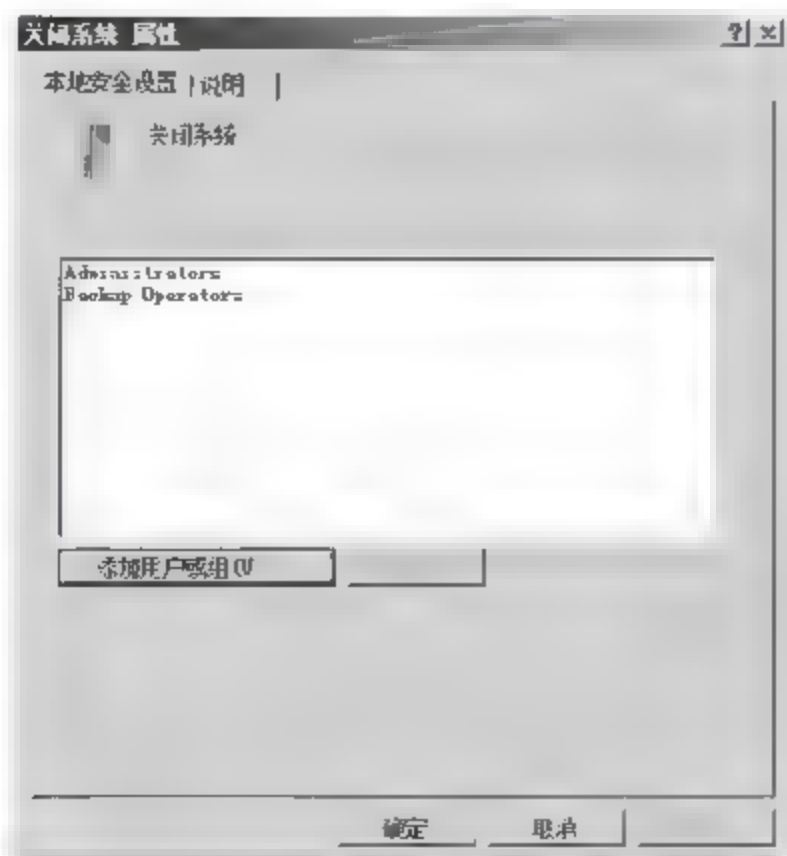 关闭系统 属性
本地安全设置 说明
关闭系统
Administrators
Backup Operators
添加用户或组(U
确定 取消